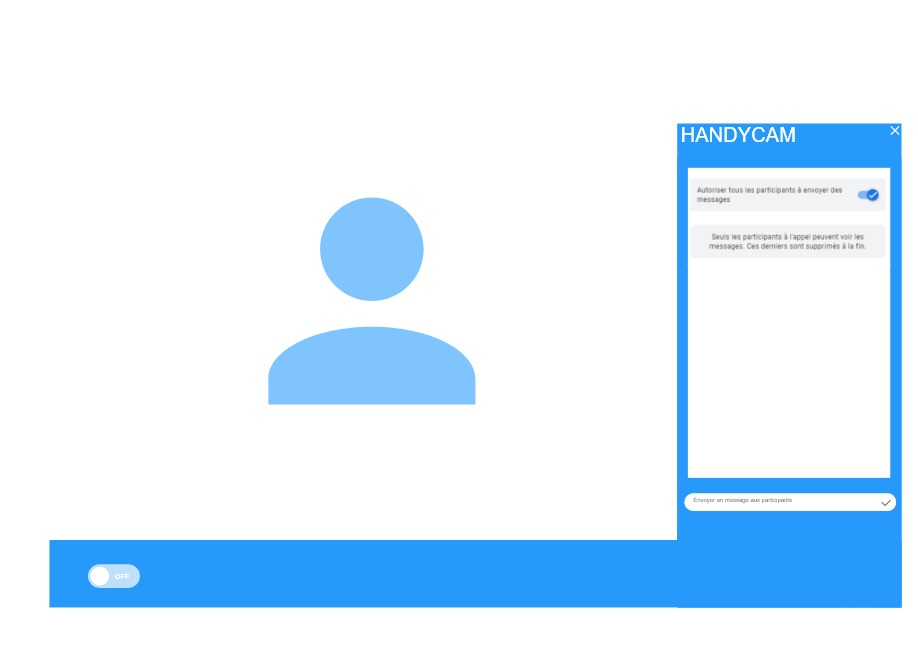 HANDYCAM
Autoriser tous les participants à envoyer des
messages
Seuls les participants à l'appel peuvent voir les
messages. Ces derniers sont supprimés à la fin.
Envoyer un message aux participants
OFF